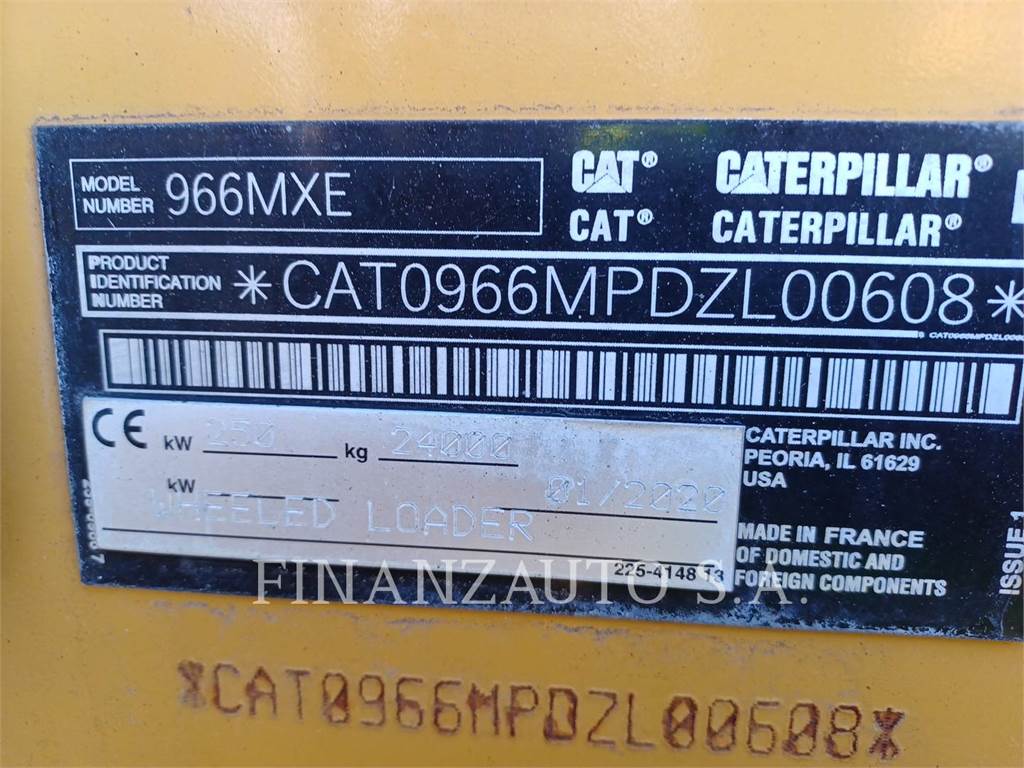 MODEL NUMBER 966MXE
CAT® CATERPILLAR®
CAT® CATERPILLAR®
PRODUCT IDENTIFICATION NUMBER *CAT0966MPDZL00608*
CE kW 250 kg 24000
kW 01/2020
WHEELED LOADER
225-4148 13
CATERPILLAR INC.
PEORIA, IL 61629
USA
MADE IN FRANCE
OF DOMESTIC AND
FOREIGN COMPONENTS
ISSUE 1
FINANZAUTO S.A.
*CAT0966MPDZL00608*